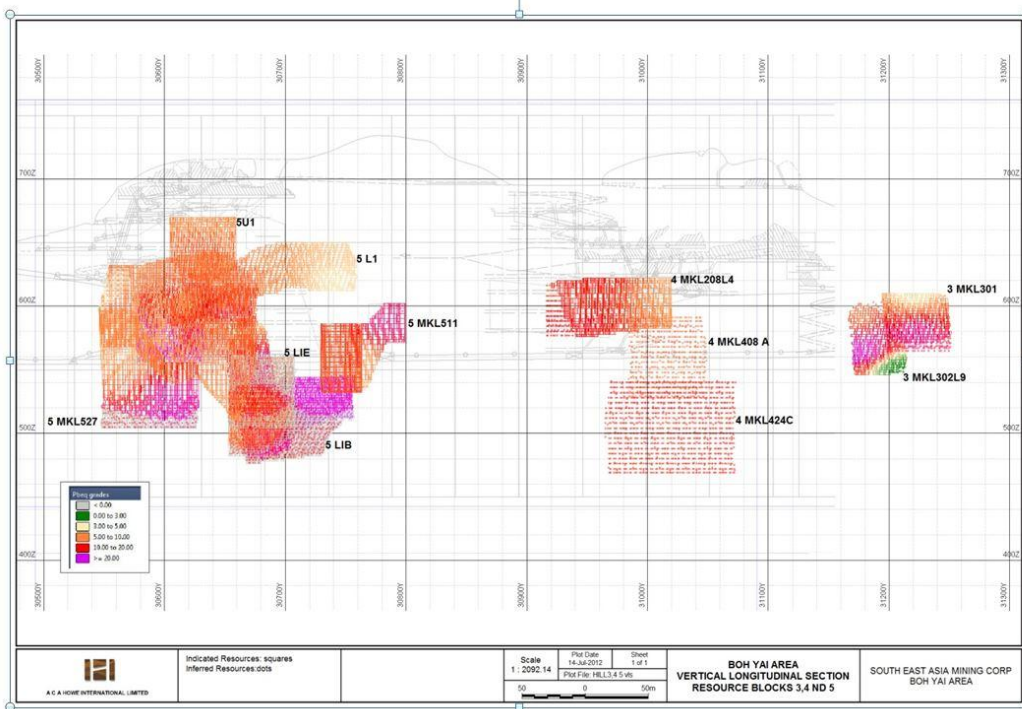 30500Y
30600Y
30700Y
30800Y
30900Y
31000Y
31100Y
31200Y
31300Y
700Z
700Z
5U1
5 L1
4 MKL208L4
3 MKL301
600Z
600Z
5 MKL511
4 MKL408 A
5 LIE
3 MKL302L9
5 MKL527
4 MKL424C
500Z
500Z
5 LIB
Pbeq grades
< 0.00
0.00 to 3.00
3.00 to 5.00
5.00 to 10.00
10.00 to 20.00
>= 20.00
400Z
400Z
30500Y
30600Y
30700Y
30800Y
30900Y
31000Y
31100Y
31200Y
31300Y
A C A HOWE INTERNATIONAL LIMITED
Indicated Resources: squares
Inferred Resources:dots
Scale
1 : 2092.14
Plot Date
14-Jul-2012
Sheet
1 of 1
Plot File: HILL3,4 5 vls
50 0 50m
BOH YAI AREA
VERTICAL LONGITUDINAL SECTION
RESOURCE BLOCKS 3,4 ND 5
SOUTH EAST ASIA MINING CORP
BOH YAI AREA